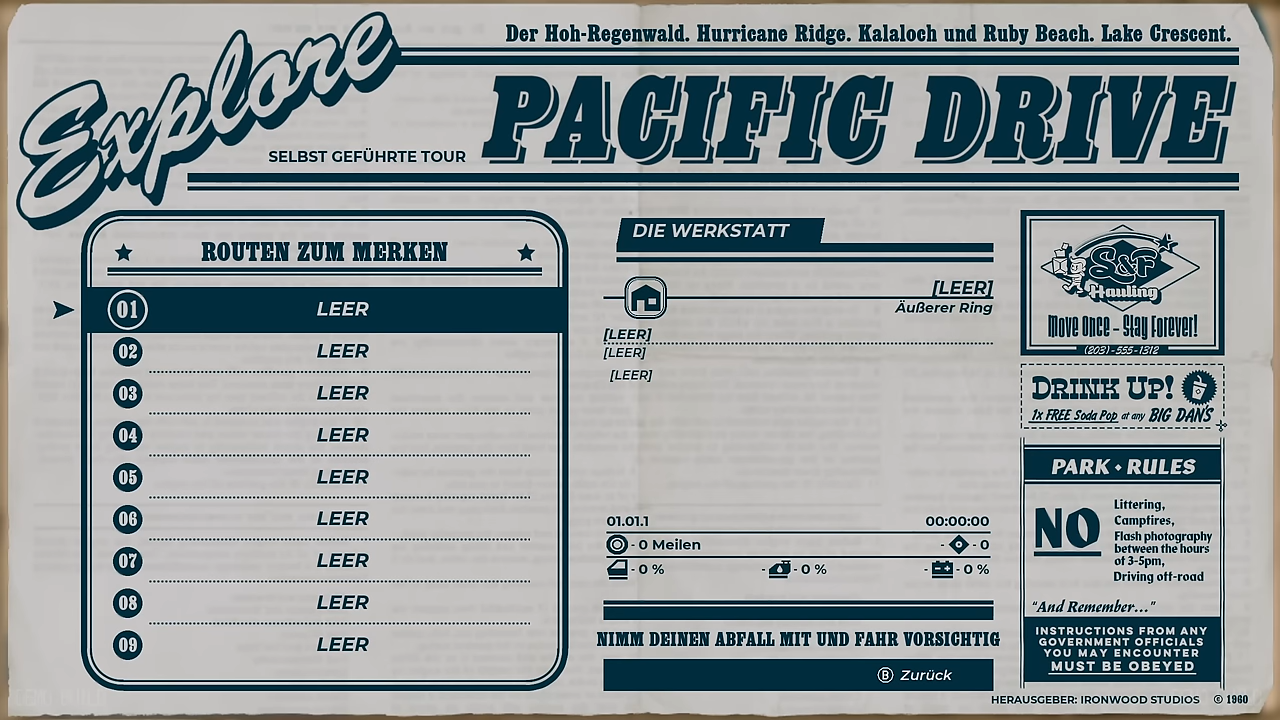 Explore
Der Hoh-Regenwald. Hurricane Ridge. Kalaloch und Ruby Beach. Lake Crescent.
PACIFIC DRIVE
SELBST GEFÜHRTE TOUR
ROUTEN ZUM MERKEN
01 LEER
02 LEER
03 LEER
04 LEER
05 LEER
06 LEER
07 LEER
08 LEER
09 LEER
DIE WERKSTATT
[LEER]
Äußerer Ring
[LEER]
[LEER]
[LEER]
01.01.1 00:00:00
- 0 Meilen - - 0
- 0 % - - 0 % - - 0 %
NIMM DEINEN ABFALL MIT UND FAHR VORSICHTIG
B Zurück
S&F
Hauling
Move Once - Stay Forever!
(203)-555-1312
DRINK UP!
1x FREE Soda Pop at any BIG DAN'S
PARK • RULES
NO
Littering,
Campfires,
Flash photography
between the hours
of 3-5pm,
Driving off-road
"And Remember..."
INSTRUCTIONS FROM ANY
GOVERNMENT OFFICIALS
YOU MAY ENCOUNTER
MUST BE OBEYED
HERAUSGEBER: IRONWOOD STUDIOS © 1960